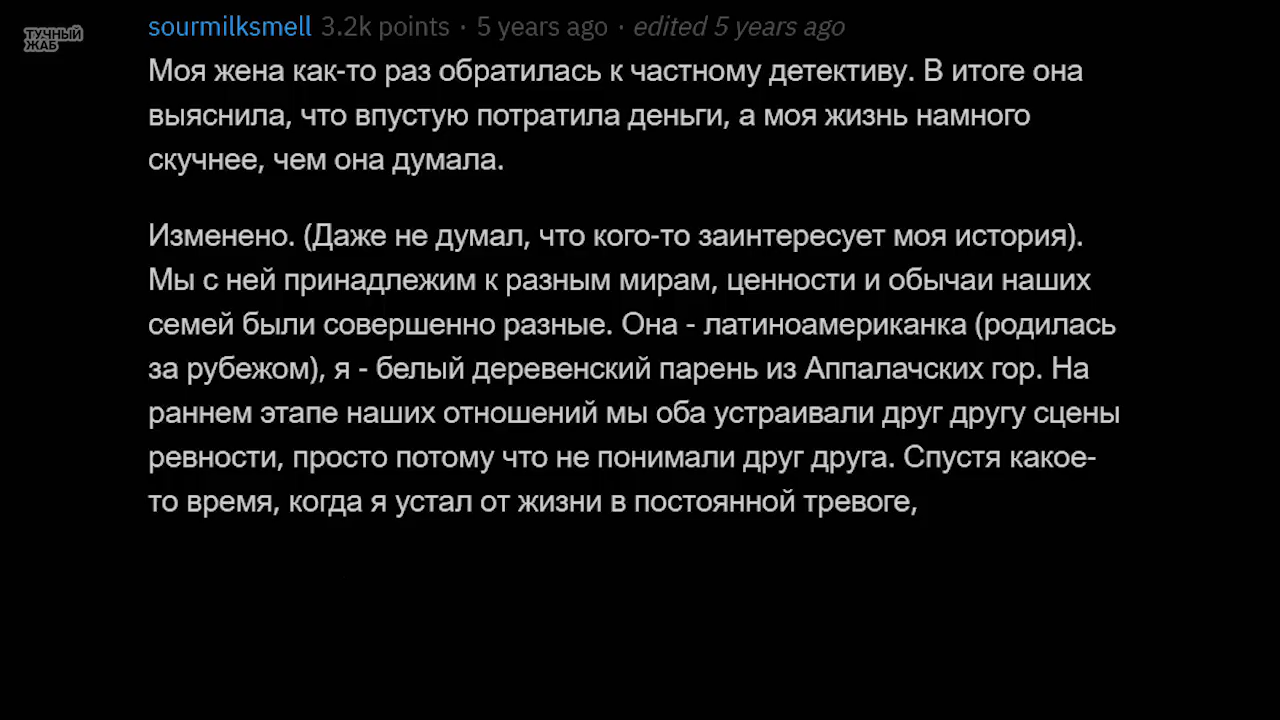 ТУЧНЫЙ
ЖАБ
sourmilksmell 3.2k points · 5 years ago · edited 5 years ago
Моя жена как-то раз обратилась к частному детективу. В итоге она
выяснила, что впустую потратила деньги, а моя жизнь намного
скучнее, чем она думала.
Изменено. (Даже не думал, что кого-то заинтересует моя история).
Мы с ней принадлежим к разным мирам, ценности и обычаи наших
семей были совершенно разные. Она - латиноамериканка (родилась
за рубежом), я - белый деревенский парень из Аппалачских гор. На
раннем этапе наших отношений мы оба устраивали друг другу сцены
ревности, просто потому что не понимали друг друга. Спустя какое-
то время, когда я устал от жизни в постоянной тревоге,